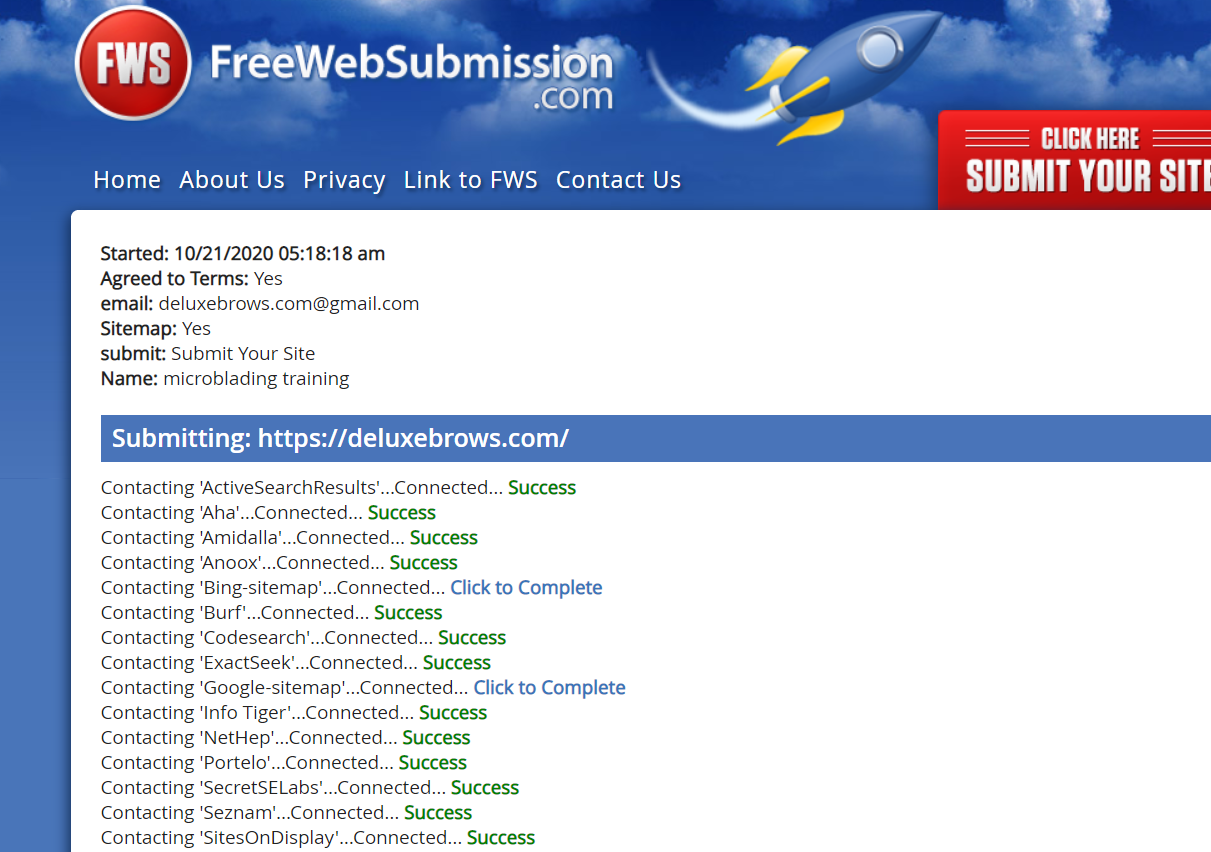 FWS FreeWebSubmission
.com
CLICK HERE
SUBMIT YOUR SITE
Home About Us Privacy Link to FWS Contact Us
Started: 10/21/2020 05:18:18 am
Agreed to Terms: Yes
email: deluxebrows.com@gmail.com
Sitemap: Yes
submit: Submit Your Site
Name: microblading training
Submitting: https://deluxebrows.com/
Contacting 'ActiveSearchResults'...Connected... Success
Contacting 'Aha'...Connected... Success
Contacting 'Amidalla'...Connected... Success
Contacting 'Anoox'...Connected... Success
Contacting 'Bing-sitemap'...Connected... Click to Complete
Contacting 'Burf'...Connected... Success
Contacting 'Codesearch'...Connected... Success
Contacting 'ExactSeek'...Connected... Success
Contacting 'Google-sitemap'...Connected... Click to Complete
Contacting 'Info Tiger'...Connected... Success
Contacting 'NetHep'...Connected... Success
Contacting 'Portelo'...Connected... Success
Contacting 'SecretSELabs'...Connected... Success
Contacting 'Seznam'...Connected... Success
Contacting 'SitesOnDisplay'...Connected... Success